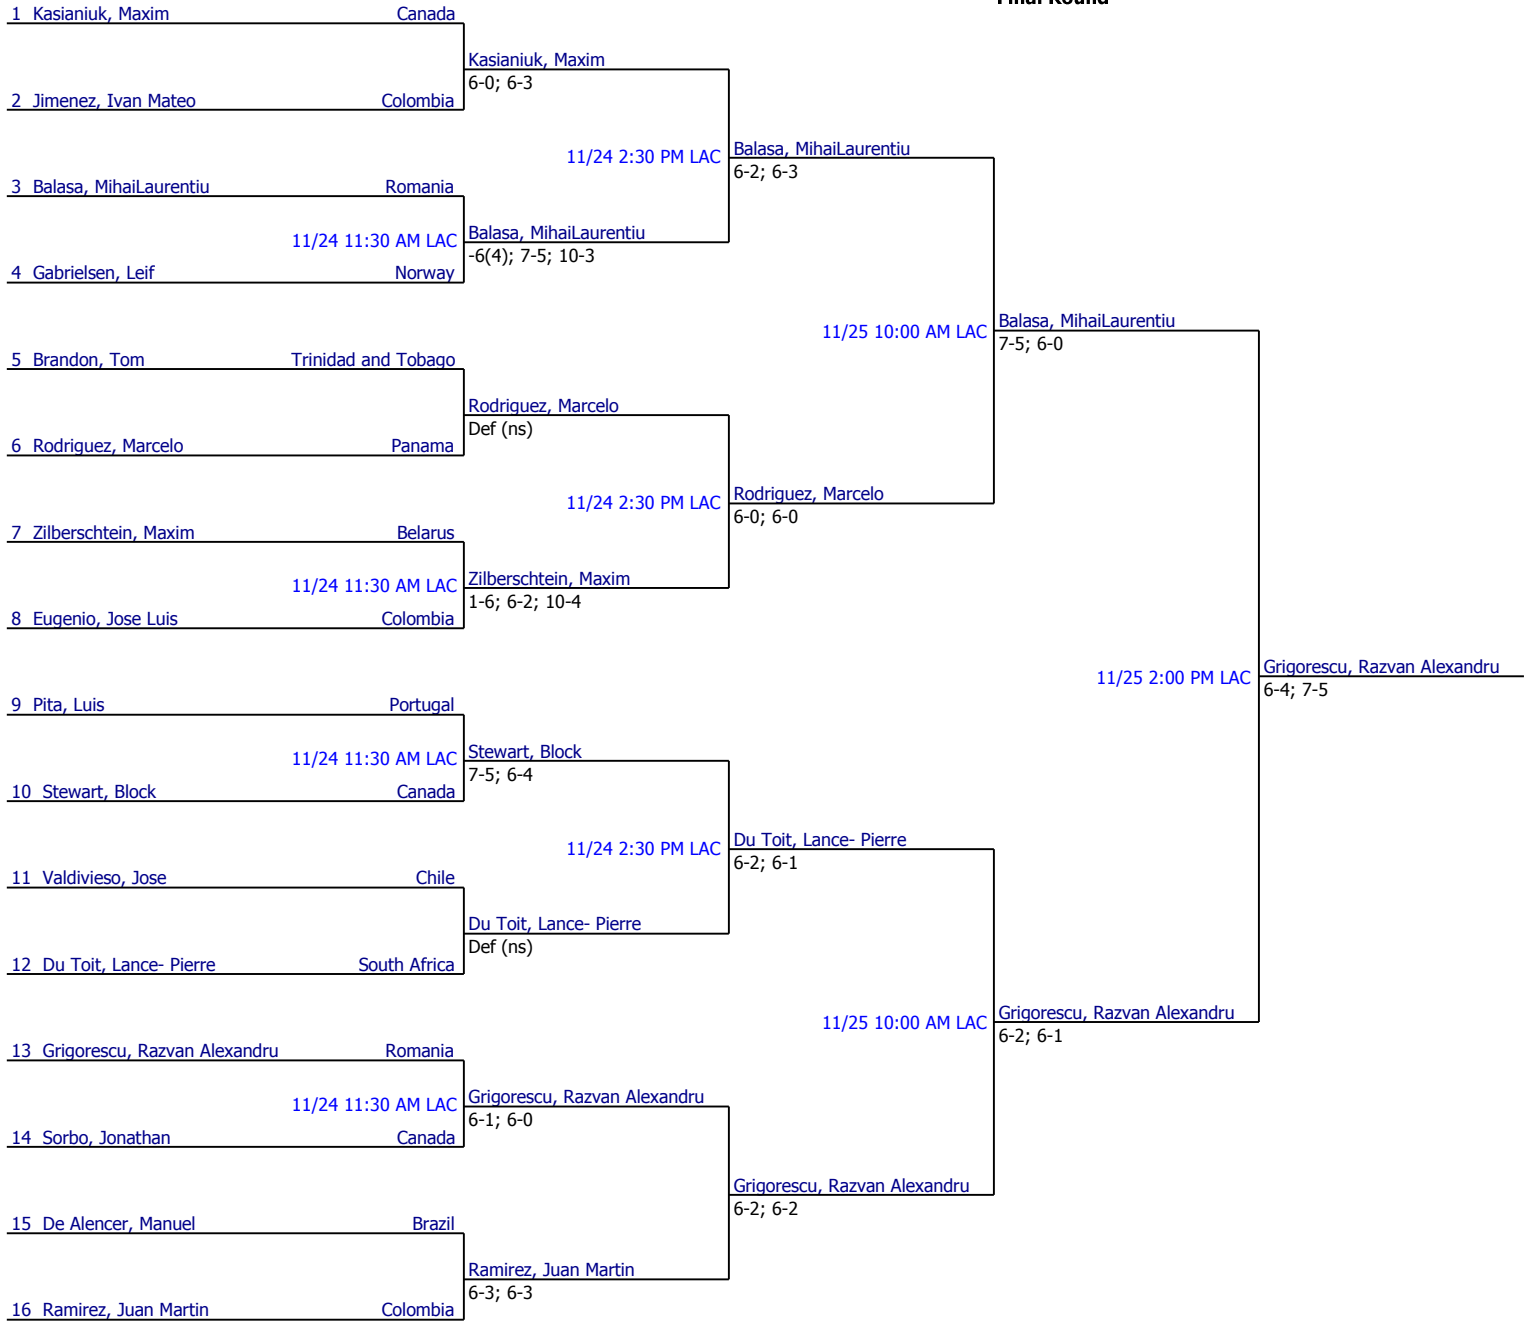 Final Round
1 Kasianiuk, Maxim Canada
Kasianiuk, Maxim
6-0; 6-3
2 Jimenez, Ivan Mateo Colombia
11/24 2:30 PM LAC Balasa, MihaiLaurentiu
6-2; 6-3
3 Balasa, MihaiLaurentiu Romania
11/24 11:30 AM LAC Balasa, MihaiLaurentiu
-6(4); 7-5; 10-3
4 Gabrielsen, Leif Norway
11/25 10:00 AM LAC Balasa, MihaiLaurentiu
7-5; 6-0
5 Brandon, Tom Trinidad and Tobago
Rodriguez, Marcelo
Def (ns)
6 Rodriguez, Marcelo Panama
11/24 2:30 PM LAC Rodriguez, Marcelo
6-0; 6-0
7 Zilberschtein, Maxim Belarus
11/24 11:30 AM LAC Zilberschtein, Maxim
1-6; 6-2; 10-4
8 Eugenio, Jose Luis Colombia
11/25 2:00 PM LAC Grigorescu, Razvan Alexandru
6-4; 7-5
9 Pita, Luis Portugal
11/24 11:30 AM LAC Stewart, Block
7-5; 6-4
10 Stewart, Block Canada
11/24 2:30 PM LAC Du Toit, Lance- Pierre
6-2; 6-1
11 Valdivieso, Jose Chile
Du Toit, Lance- Pierre
Def (ns)
12 Du Toit, Lance- Pierre South Africa
11/25 10:00 AM LAC Grigorescu, Razvan Alexandru
6-2; 6-1
13 Grigorescu, Razvan Alexandru Romania
11/24 11:30 AM LAC Grigorescu, Razvan Alexandru
6-1; 6-0
14 Sorbo, Jonathan Canada
Grigorescu, Razvan Alexandru
6-2; 6-2
15 De Alencer, Manuel Brazil
Ramirez, Juan Martin
6-3; 6-3
16 Ramirez, Juan Martin Colombia